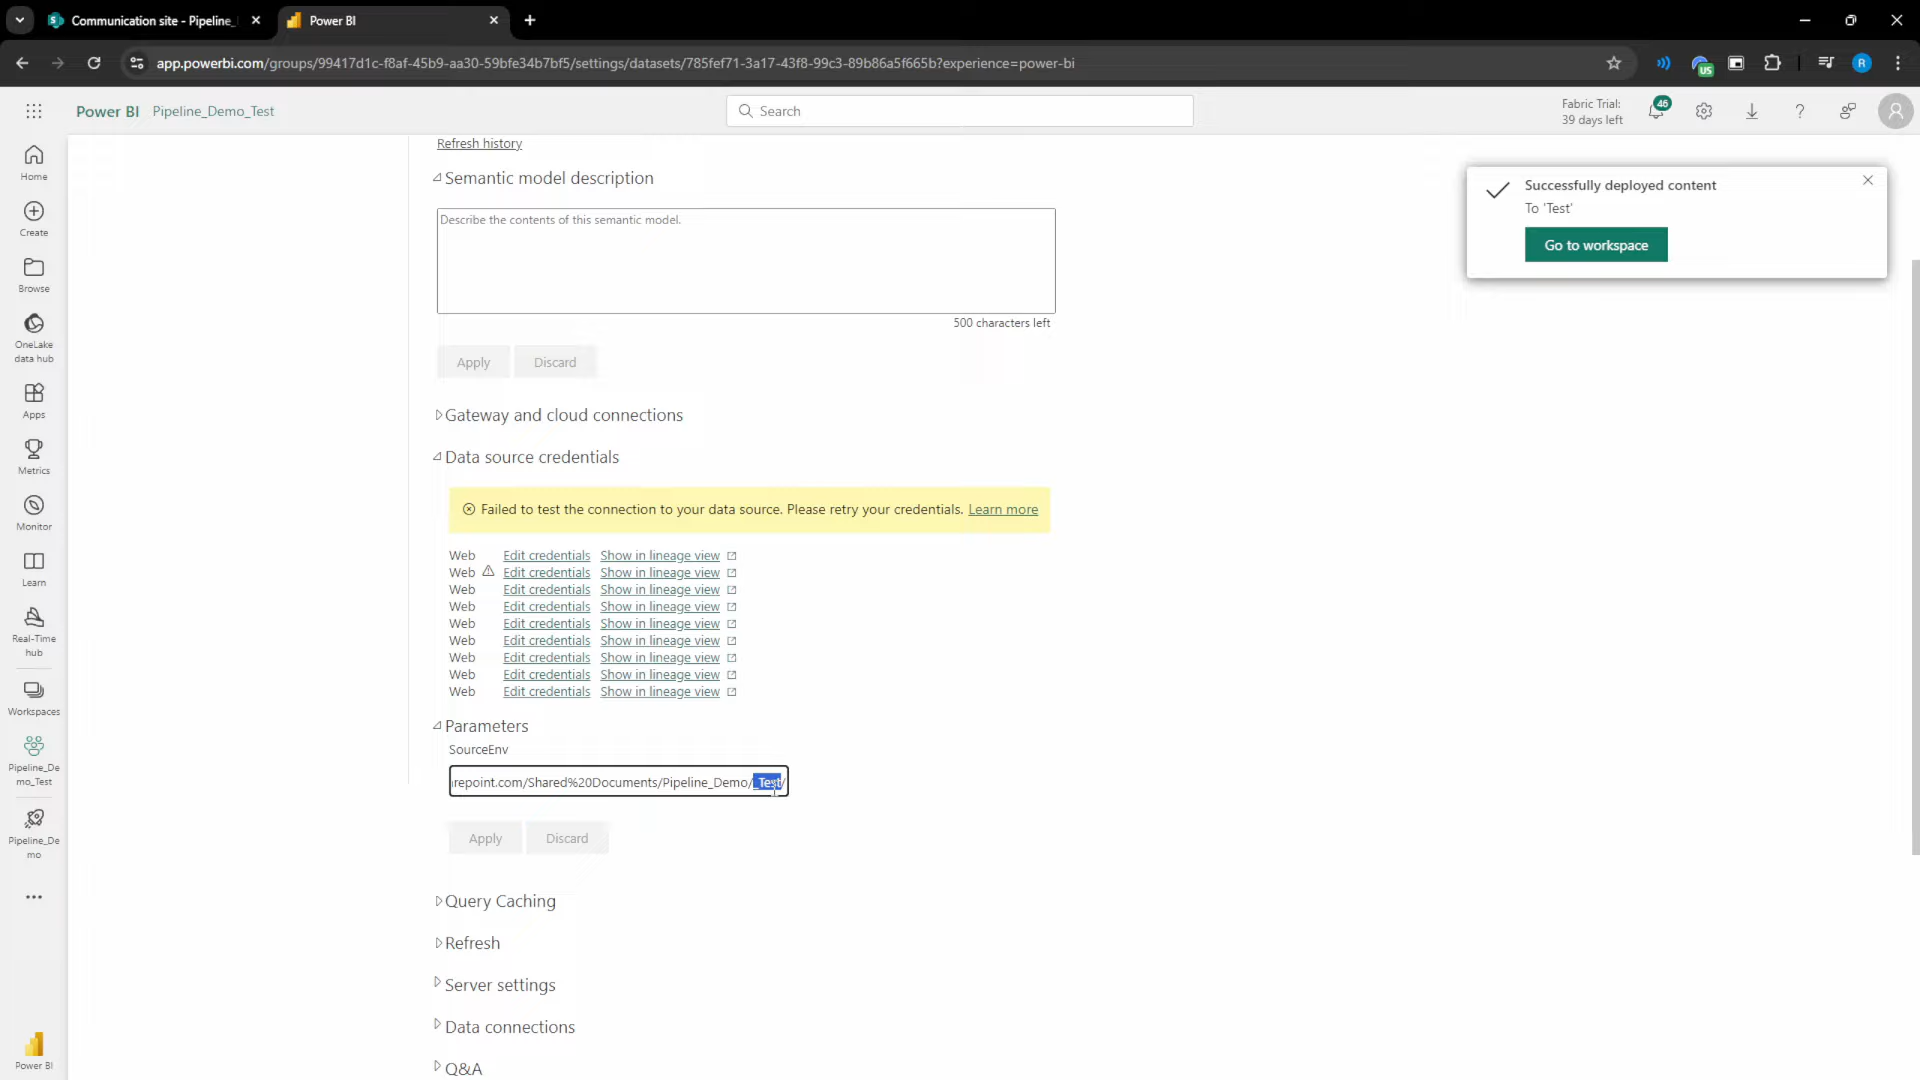 Communication site - Pipeline_
Power BI
app.powerbi.com/groups/99417d1c-f8af-45b9-aa30-59bfe34b7bf5/settings/datasets/785fef71-3a17-43f8-99c3-89b86a5f665b?experience=power-bi
US
R
Power BI Pipeline_Demo_Test
Search
Fabric Trial:
39 days left
46
Home
Create
Browse
OneLake
data hub
Apps
Metrics
Monitor
Learn
Real-Time
hub
Workspaces
Pipeline_De
mo_Test
Pipeline_De
mo
Power BI
Refresh history
Semantic model description
Describe the contents of this semantic model.
500 characters left
Apply Discard
Gateway and cloud connections
Data source credentials
Failed to test the connection to your data source. Please retry your credentials. Learn more
Web Edit credentials Show in lineage view
Web Edit credentials Show in lineage view
Web Edit credentials Show in lineage view
Web Edit credentials Show in lineage view
Web Edit credentials Show in lineage view
Web Edit credentials Show in lineage view
Web Edit credentials Show in lineage view
Web Edit credentials Show in lineage view
Web Edit credentials Show in lineage view
Parameters
SourceEnv
repoint.com/Shared%20Documents/Pipeline_Demo/_Test/
Apply Discard
Query Caching
Refresh
Server settings
Data connections
Q&A
Successfully deployed content
To 'Test'
Go to workspace